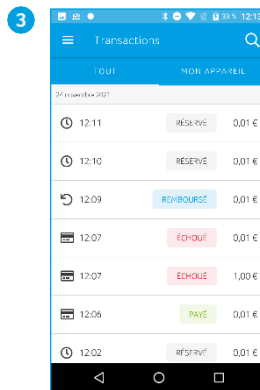 3
33 % 12:13
Transactions
TOUT MON APPAREIL
24 novembre 2021
12:11 RÉSERVÉ 0,01 €
12:10 RÉSERVÉ 0,01 €
12:09 REMBOURSÉ 0,01 €
12:07 ÉCHOUÉ 0,01 €
12:07 ÉCHOUÉ 1,00 €
12:06 PAYÉ 0,01 €
12:02 RÉSERVÉ 0,01 €